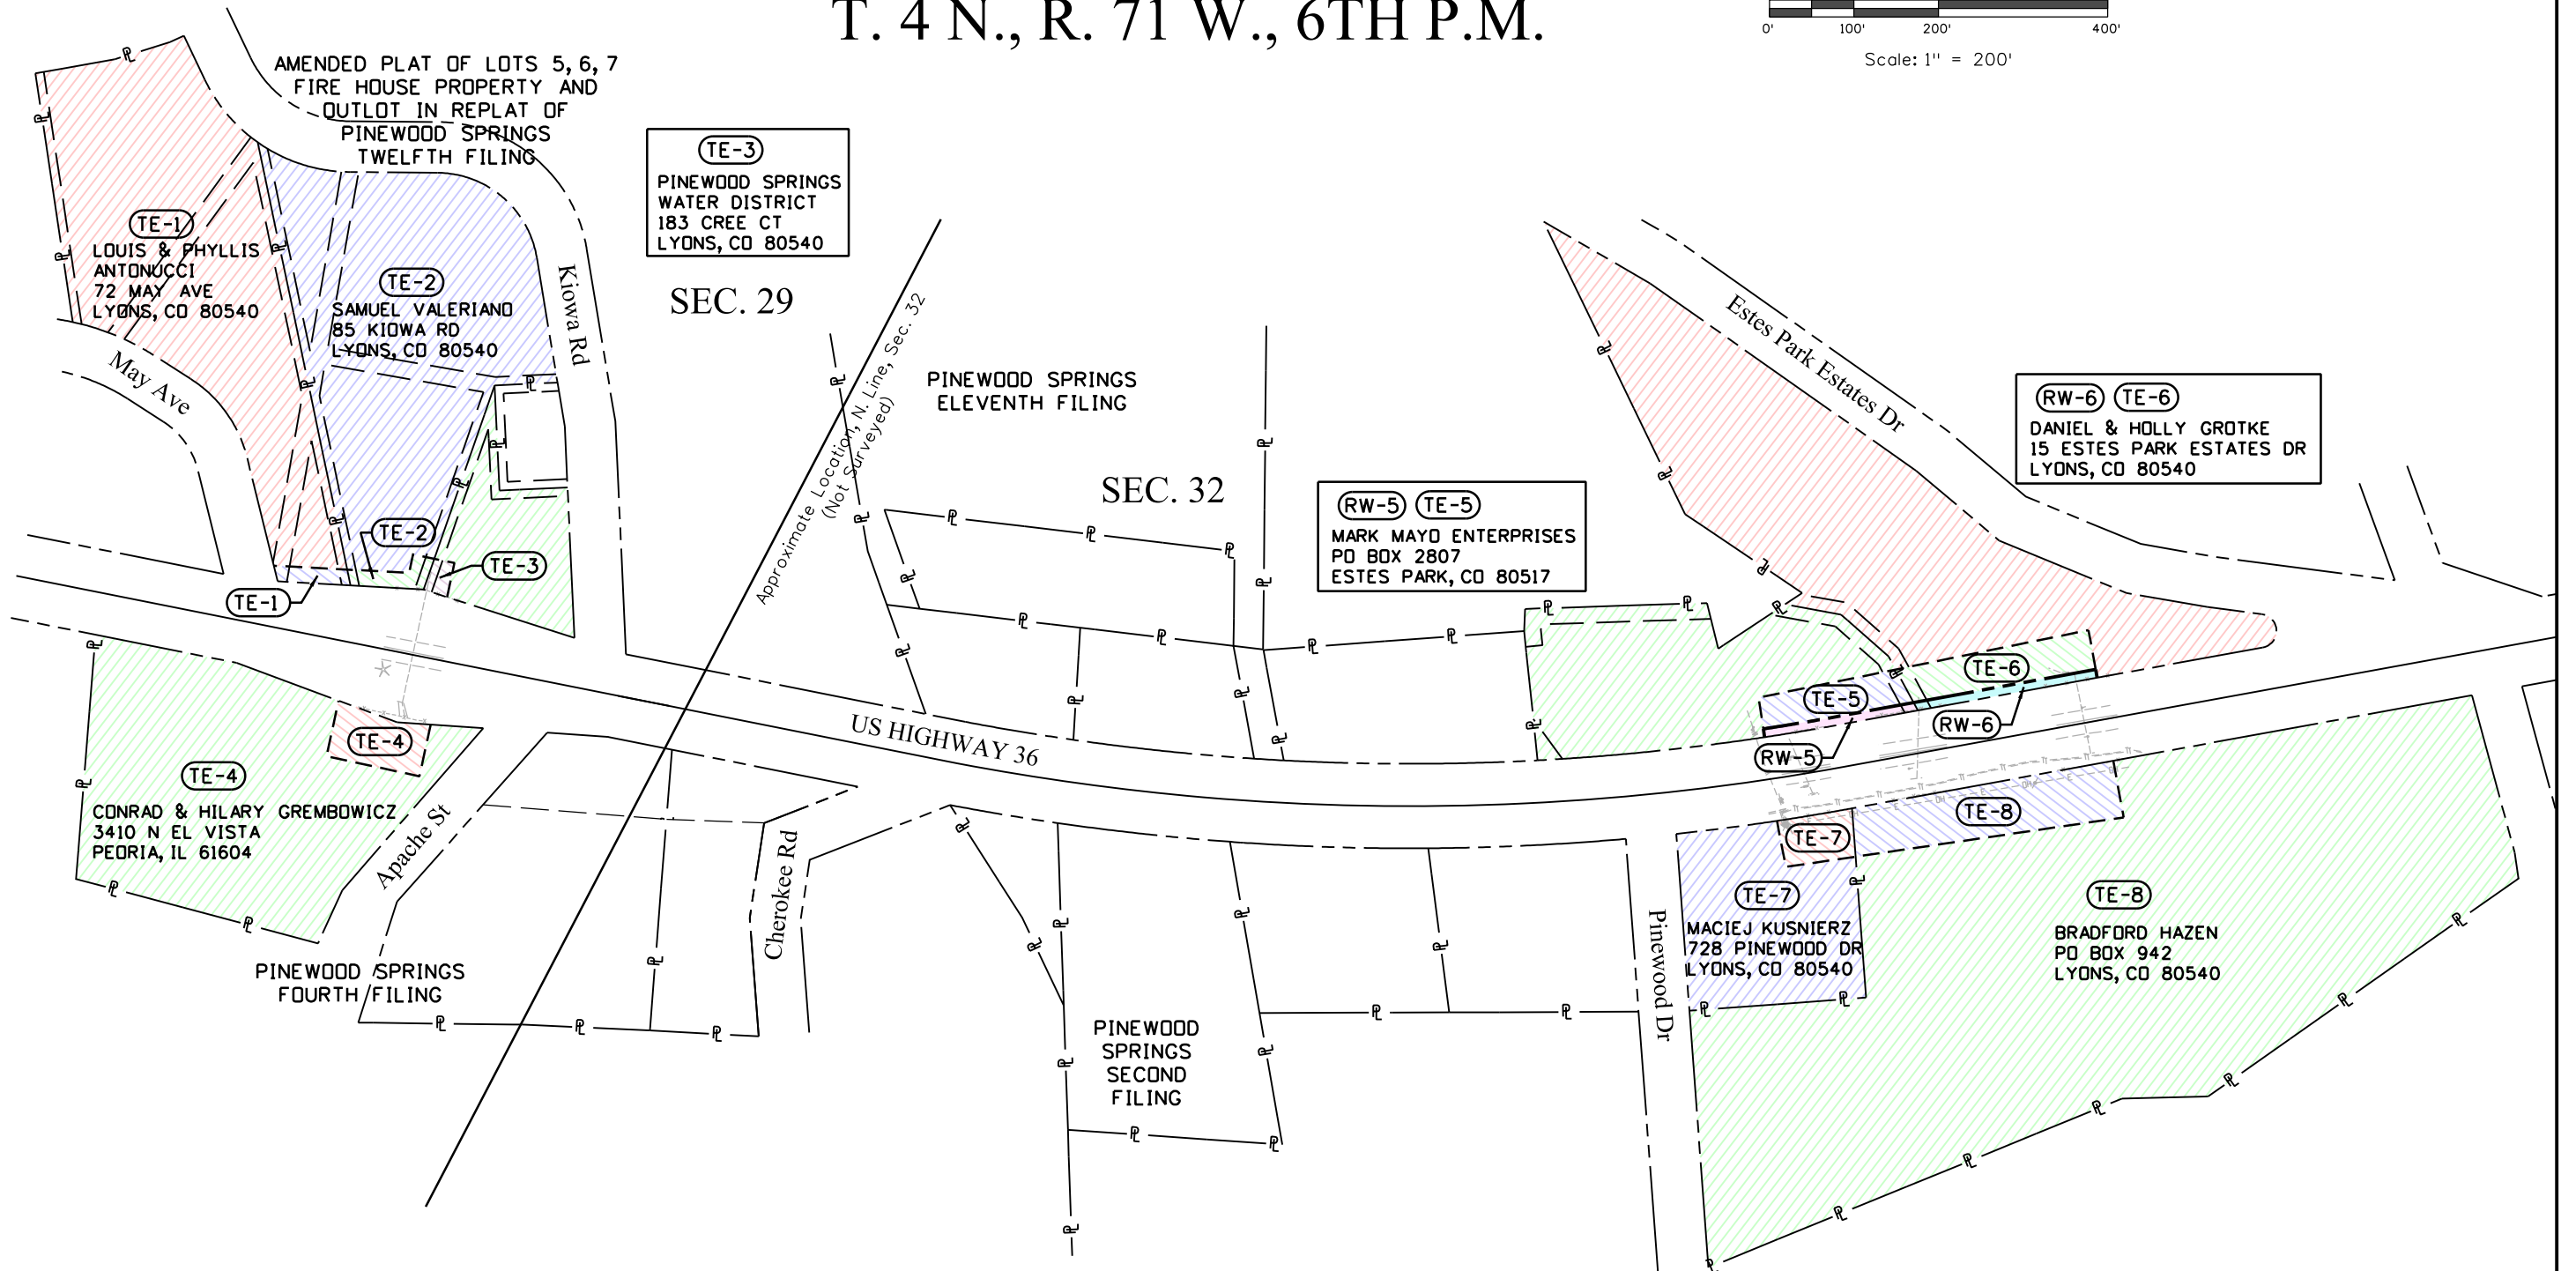 T. 4 N., R. 71 W., 6TH P.M.
0' 100' 200' 400'
Scale: 1" = 200'
AMENDED PLAT OF LOTS 5, 6, 7
FIRE HOUSE PROPERTY AND
OUTLOT IN REPLAT OF
PINEWOOD SPRINGS
TWELFTH FILING
TE-3
PINEWOOD SPRINGS
WATER DISTRICT
183 CREE CT
LYONS, CO 80540
TE-1
LOUIS & PHYLLIS
ANTONUCCI
72 MAY AVE
LYONS, CO 80540
TE-2
SAMUEL VALERIANO
85 KIOWA RD
LYONS, CO 80540
Kiowa Rd
May Ave
SEC. 29
Approximate Location, N. Line, Sec. 32
(Not Surveyed)
PINEWOOD SPRINGS
ELEVENTH FILING
SEC. 32
Estes Park Estates Dr
RW-6 TE-6
DANIEL & HOLLY GROTKE
15 ESTES PARK ESTATES DR
LYONS, CO 80540
RW-5 TE-5
MARK MAYO ENTERPRISES
PO BOX 2807
ESTES PARK, CO 80517
TE-2
TE-3
TE-1
TE-6
TE-5
RW-6
RW-5
US HIGHWAY 36
TE-4
TE-4
CONRAD & HILARY GREMBOWICZ
3410 N EL VISTA
PEORIA, IL 61604
Apache St
Cherokee Rd
PINEWOOD SPRINGS
FOURTH FILING
PINEWOOD
SPRINGS
SECOND
FILING
Pinewood Dr
TE-8
TE-7
TE-7
MACIEJ KUSNIERZ
728 PINEWOOD DR
LYONS, CO 80540
TE-8
BRADFORD HAZEN
PO BOX 942
LYONS, CO 80540